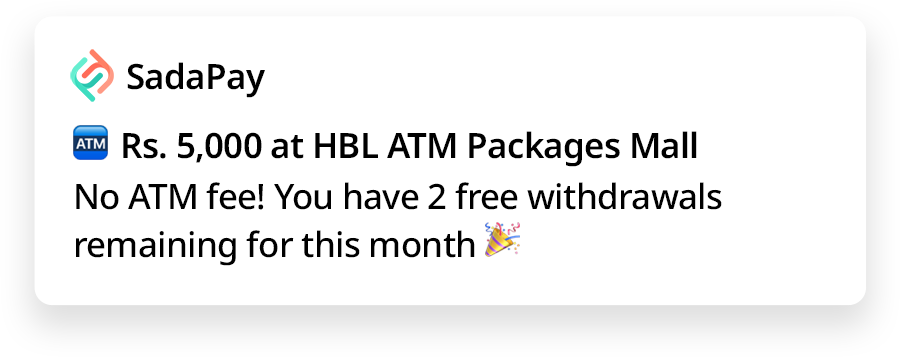 SadaPay
🏧 Rs. 5,000 at HBL ATM Packages Mall
No ATM fee! You have 2 free withdrawals
remaining for this month 🎉